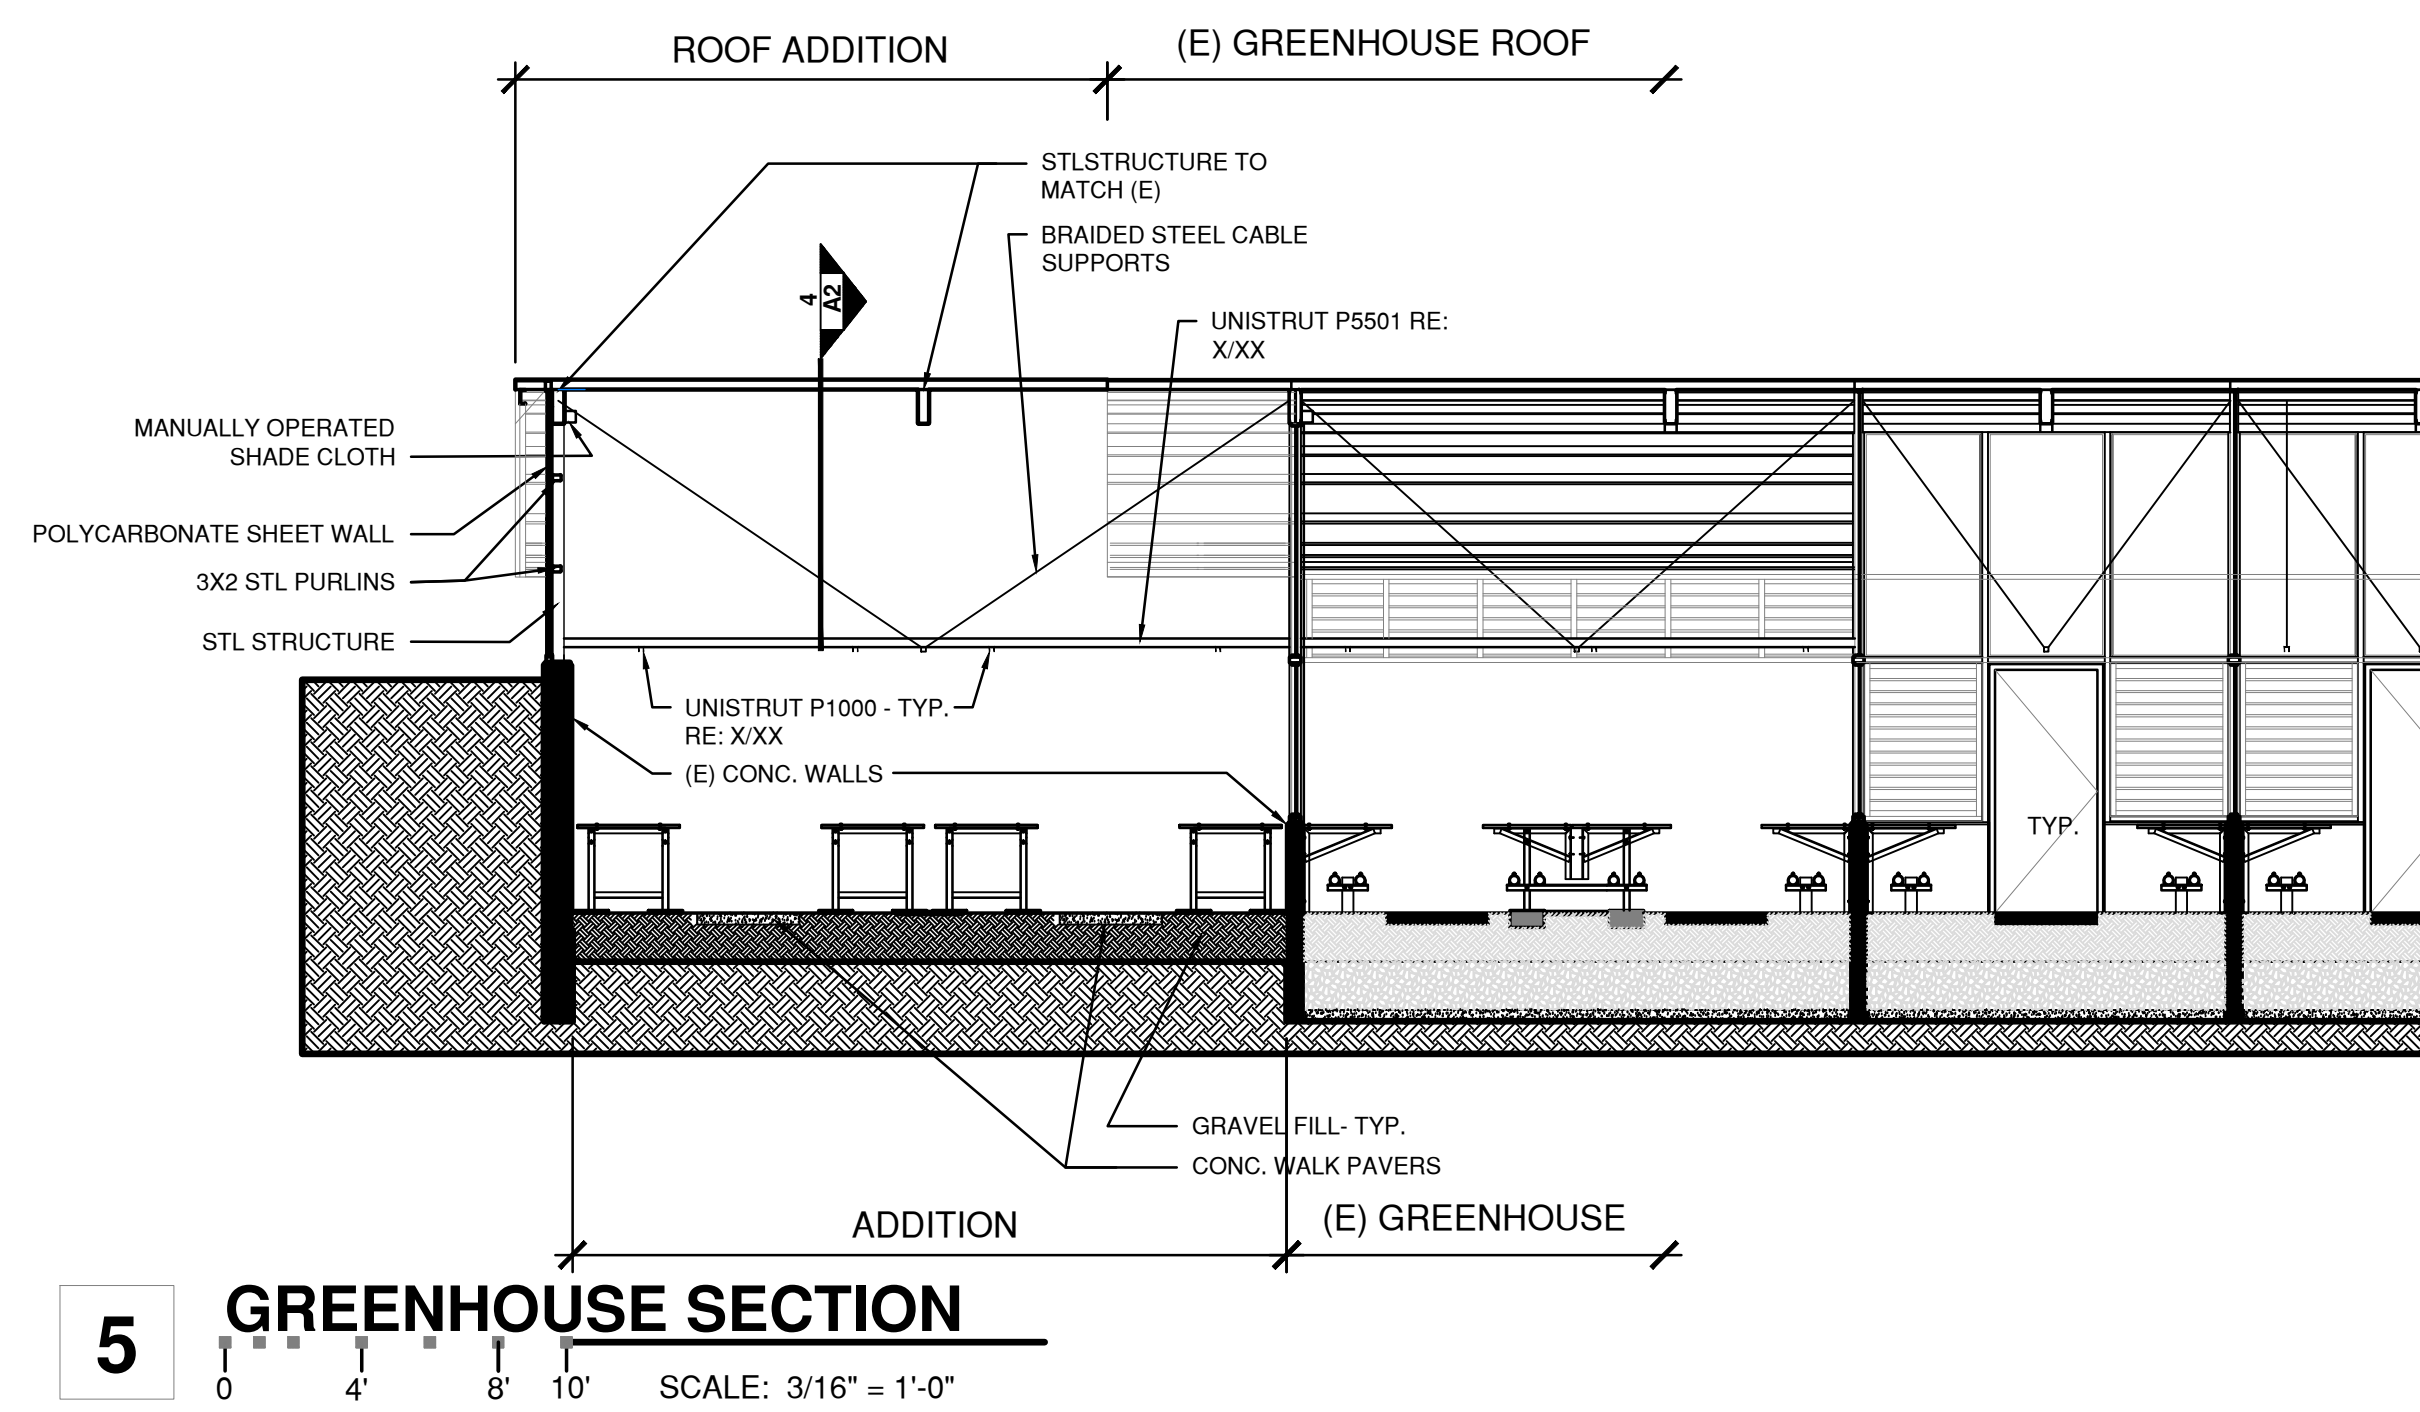 ROOF ADDITION
(E) GREENHOUSE ROOF
STLSTRUCTURE TO
MATCH (E)
BRAIDED STEEL CABLE
SUPPORTS
4
A2
UNISTRUT P5501 RE:
X/XX
MANUALLY OPERATED
SHADE CLOTH
POLYCARBONATE SHEET WALL
3X2 STL PURLINS
STL STRUCTURE
UNISTRUT P1000 - TYP.
RE: X/XX
(E) CONC. WALLS
TYP.
GRAVEL FILL- TYP.
CONC. WALK PAVERS
ADDITION
(E) GREENHOUSE
5
GREENHOUSE SECTION
0 4' 8' 10'
SCALE: 3/16" = 1'-0"